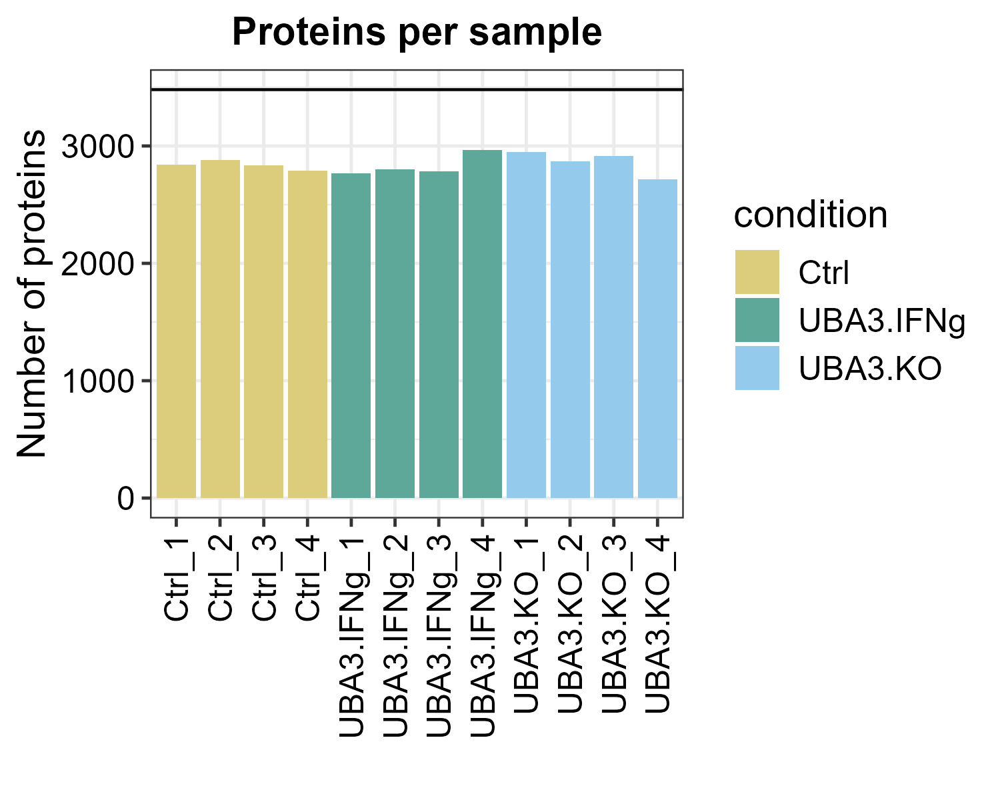 Proteins per sample
Number of proteins
3000
2000
1000
0
Ctrl_1
Ctrl_2
Ctrl_3
Ctrl_4
UBA3.IFNg_1
UBA3.IFNg_2
UBA3.IFNg_3
UBA3.IFNg_4
UBA3.KO_1
UBA3.KO_2
UBA3.KO_3
UBA3.KO_4
condition
Ctrl
UBA3.IFNg
UBA3.KO